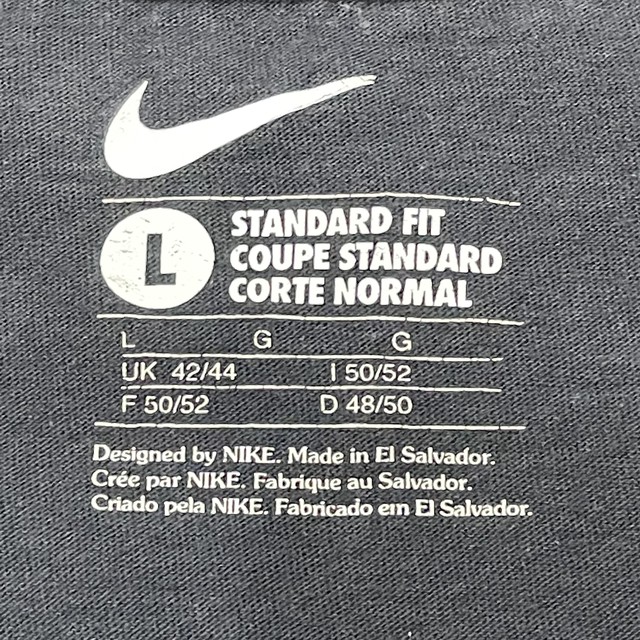 L
STANDARD FIT
COUPE STANDARD
CORTE NORMAL
L G G
UK 42/44 I 50/52
F 50/52 D 48/50
Designed by NIKE. Made in El Salvador.
Crée par NIKE. Fabrique au Salvador.
Criado pela NIKE. Fabricado em El Salvador.